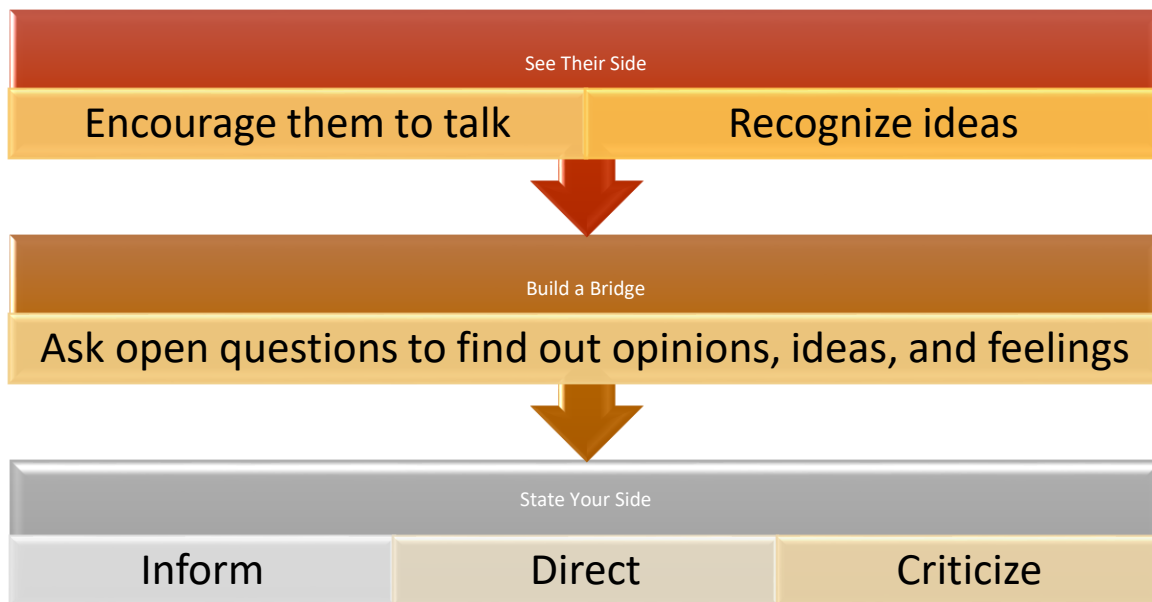 See Their Side
Encourage them to talk
Recognize ideas
Build a Bridge
Ask open questions to find out opinions, ideas, and feelings
State Your Side
Inform
Direct
Criticize